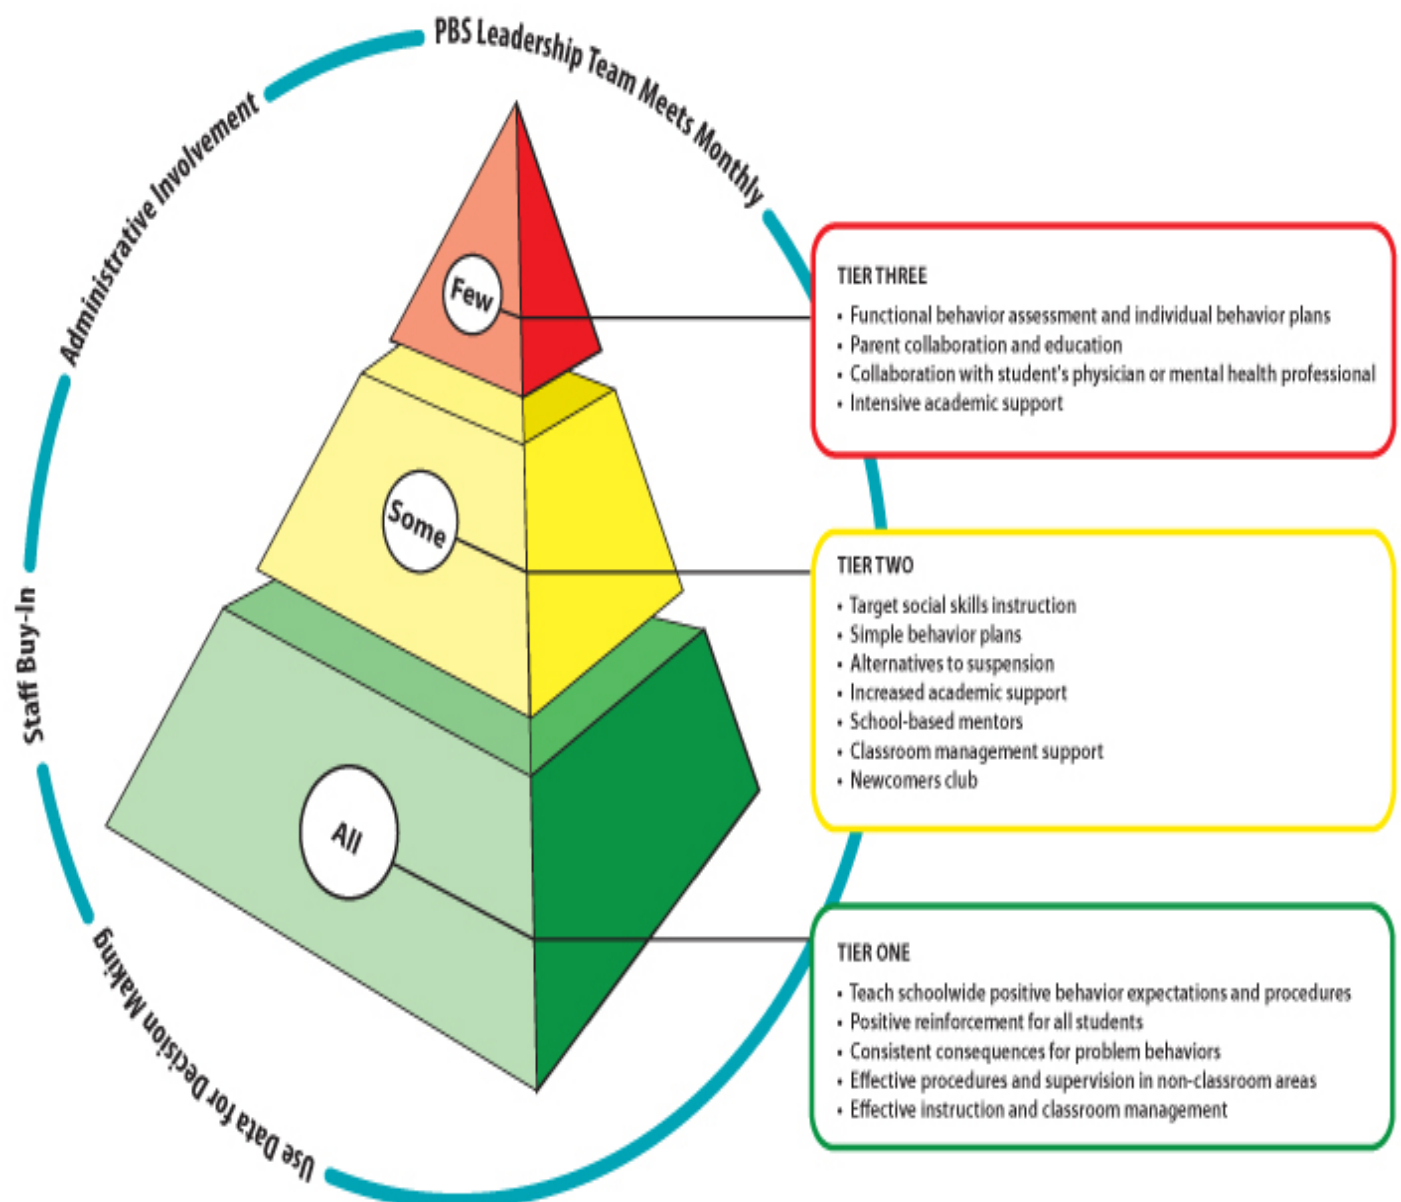 PBS Leadership Team Meets Monthly
Administrative Involvement
Staff Buy-In
Use Data for Decision Making
Few
Some
All
TIER THREE
• Functional behavior assessment and individual behavior plans
• Parent collaboration and education
• Collaboration with student's physician or mental health professional
• Intensive academic support
TIER TWO
• Target social skills instruction
• Simple behavior plans
• Alternatives to suspension
• Increased academic support
• School-based mentors
• Classroom management support
• Newcomers club
TIER ONE
• Teach schoolwide positive behavior expectations and procedures
• Positive reinforcement for all students
• Consistent consequences for problem behaviors
• Effective procedures and supervision in non-classroom areas
• Effective instruction and classroom management